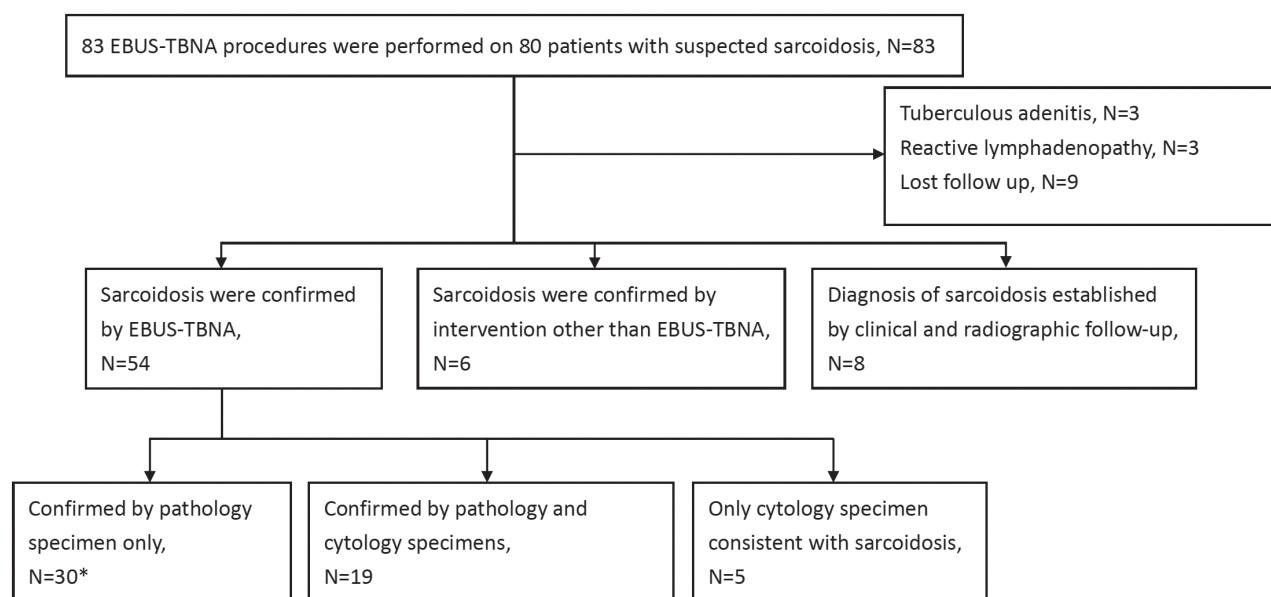 83 EBUS-TBNA procedures were performed on 80 patients with suspected sarcoidosis, N=83
Tuberculous adenitis, N=3
Reactive lymphadenopathy, N=3
Lost follow up, N=9
Sarcoidosis were confirmed
by EBUS-TBNA,
N=54
Sarcoidosis were confirmed by
intervention other than EBUS-TBNA,
N=6
Diagnosis of sarcoidosis established
by clinical and radiographic follow-up,
N=8
Confirmed by pathology
specimen only,
N=30*
Confirmed by pathology and
cytology specimens,
N=19
Only cytology specimen
consistent with sarcoidosis,
N=5